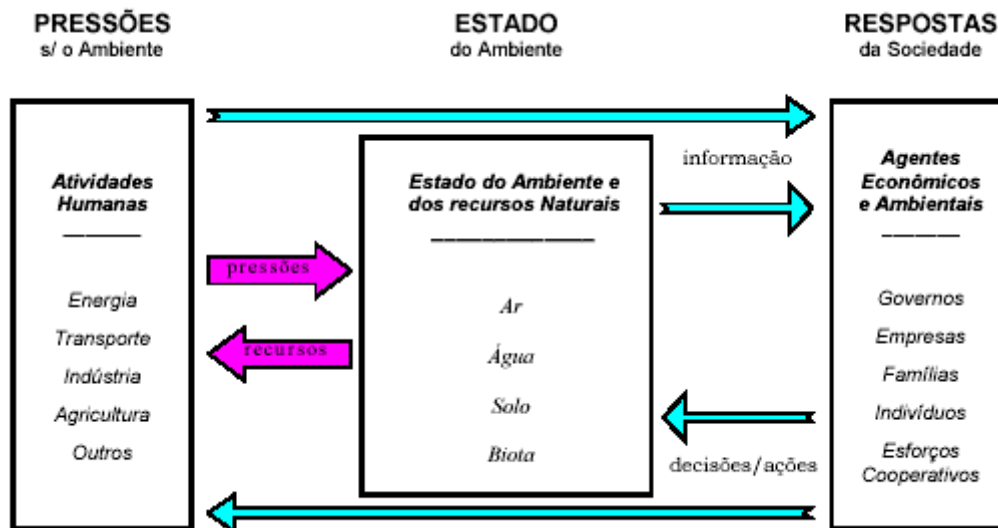 PRESSÕES
s/ o Ambiente
ESTADO
do Ambiente
RESPOSTAS
da Sociedade
Atividades
Humanas
Energia
Transporte
Indústria
Agricultura
Outros
pressões
recursos
Estado do Ambiente e
dos recursos Naturais
Ar
Água
Solo
Biota
informação
decisões/ações
Agentes
Econômicos
e Ambientais
Governos
Empresas
Famílias
Indivíduos
Esforços
Cooperativos